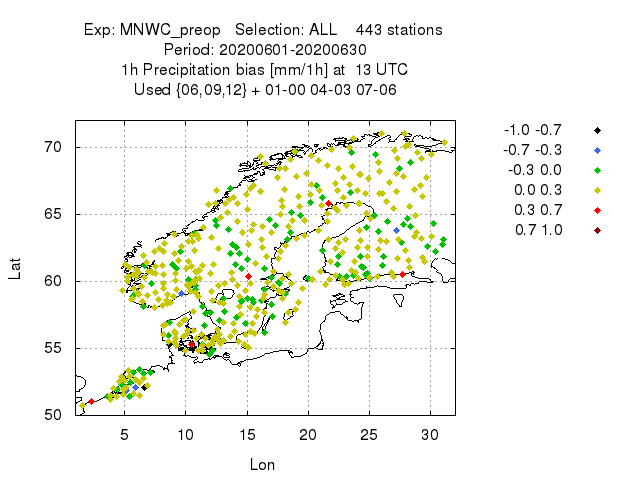 Exp: MNWC_preop   Selection: ALL    443 stations
Period: 20200601-20200630
1h Precipitation bias [mm/1h] at  13 UTC
Used {06,09,12} + 01-00 04-03 07-06
-1.0 -0.7
-0.7 -0.3
-0.3 0.0
0.0 0.3
0.3 0.7
0.7 1.0
70
65
60
55
50
Lat
5 10 15 20 25 30
Lon